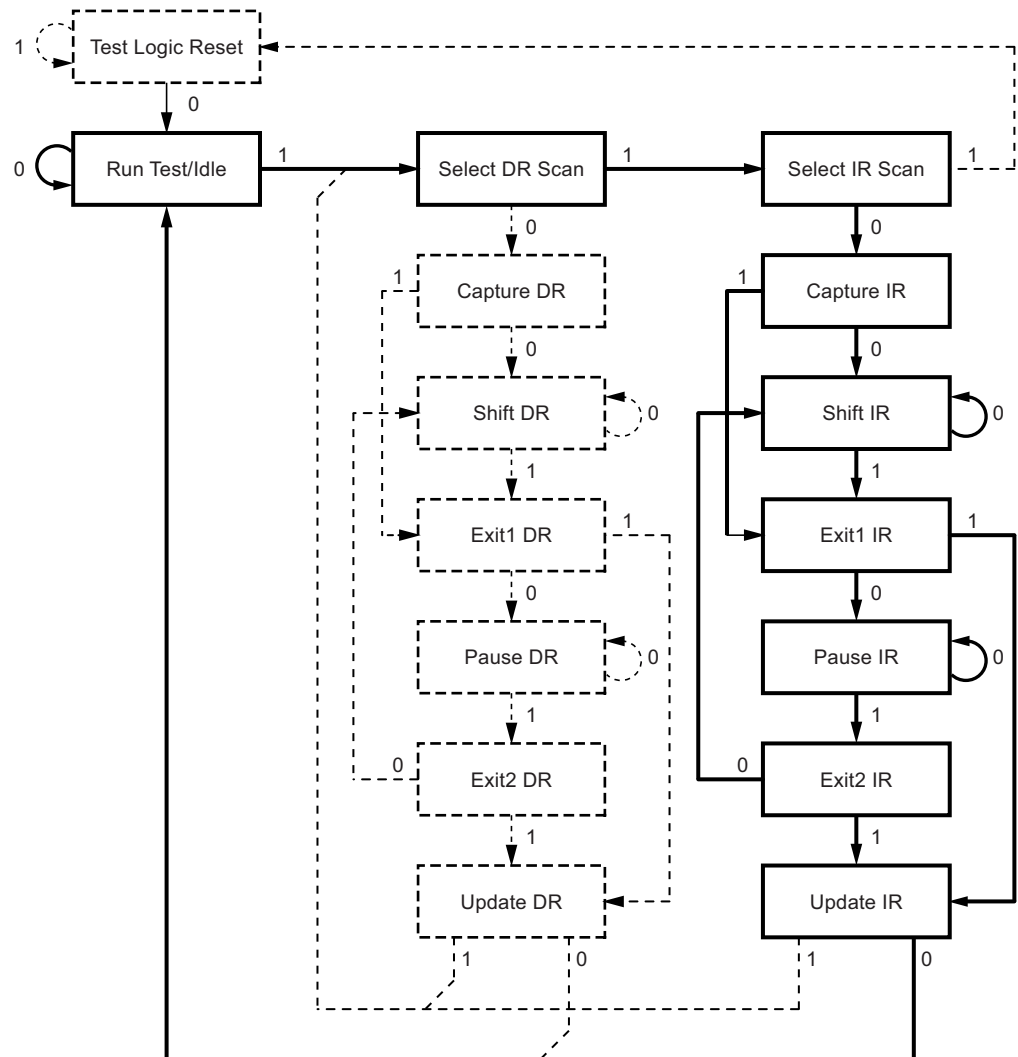 1
Test Logic Reset
0
0
Run Test/Idle
1
Select DR Scan
1
Select IR Scan
1
0
0
1
Capture DR
1
Capture IR
0
0
Shift DR
0
Shift IR
0
1
1
Exit1 DR
1
Exit1 IR
1
0
0
Pause DR
0
Pause IR
0
1
1
0
Exit2 DR
0
Exit2 IR
1
1
Update DR
Update IR
1
0
1
0